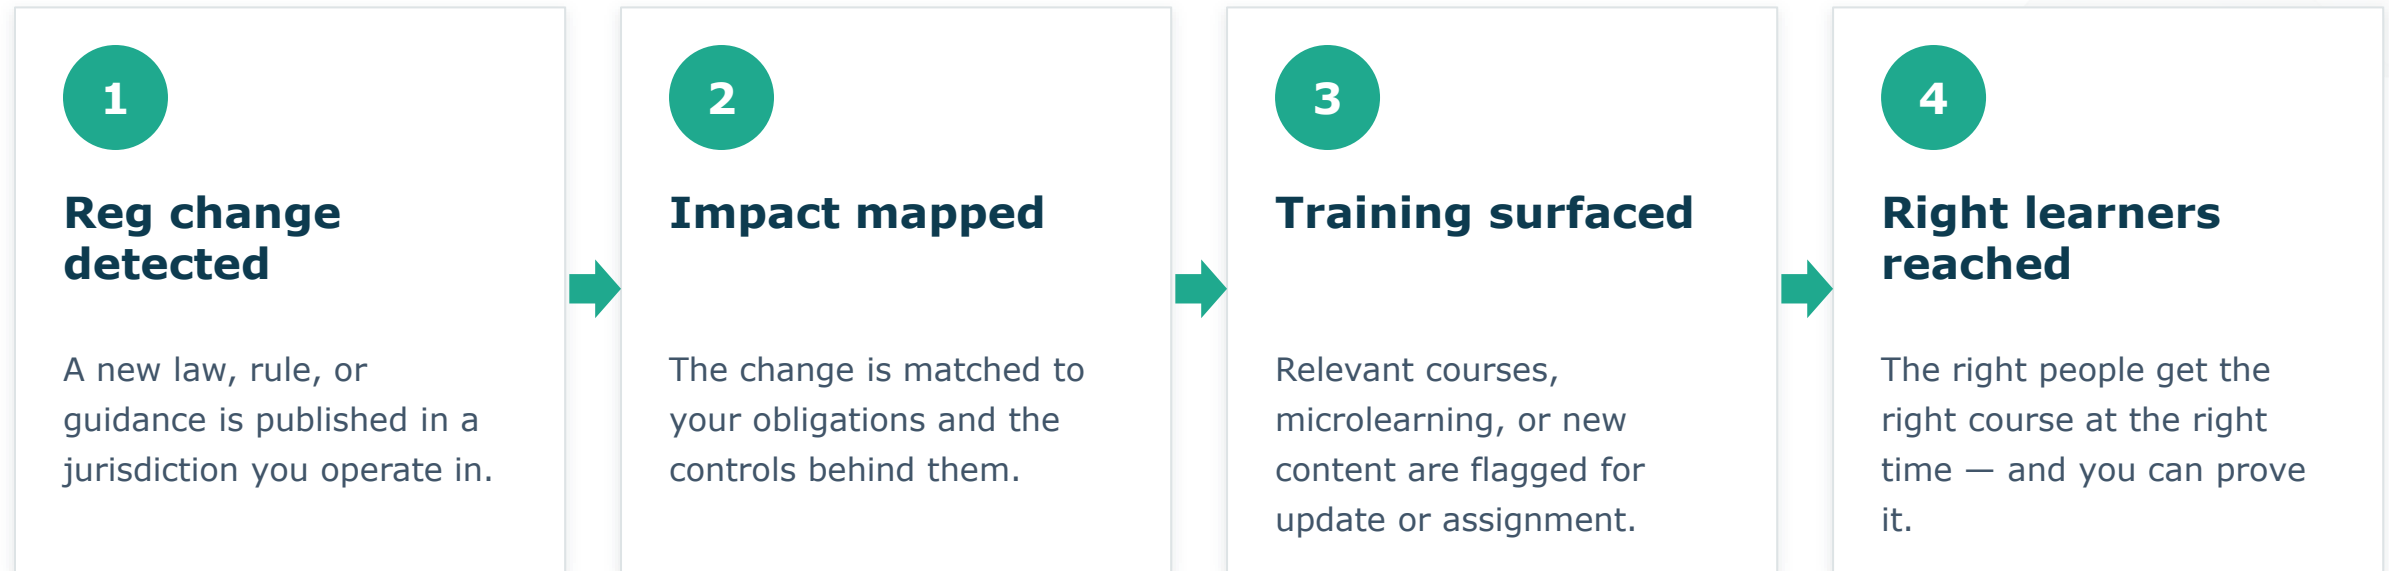 1
Reg change
detected
A new law, rule, or
guidance is published in a
jurisdiction you operate in.
2
Impact mapped
The change is matched to
your obligations and the
controls behind them.
3
Training surfaced
Relevant courses,
microlearning, or new
content are flagged for
update or assignment.
4
Right learners
reached
The right people get the
right course at the right
time — and you can prove
it.